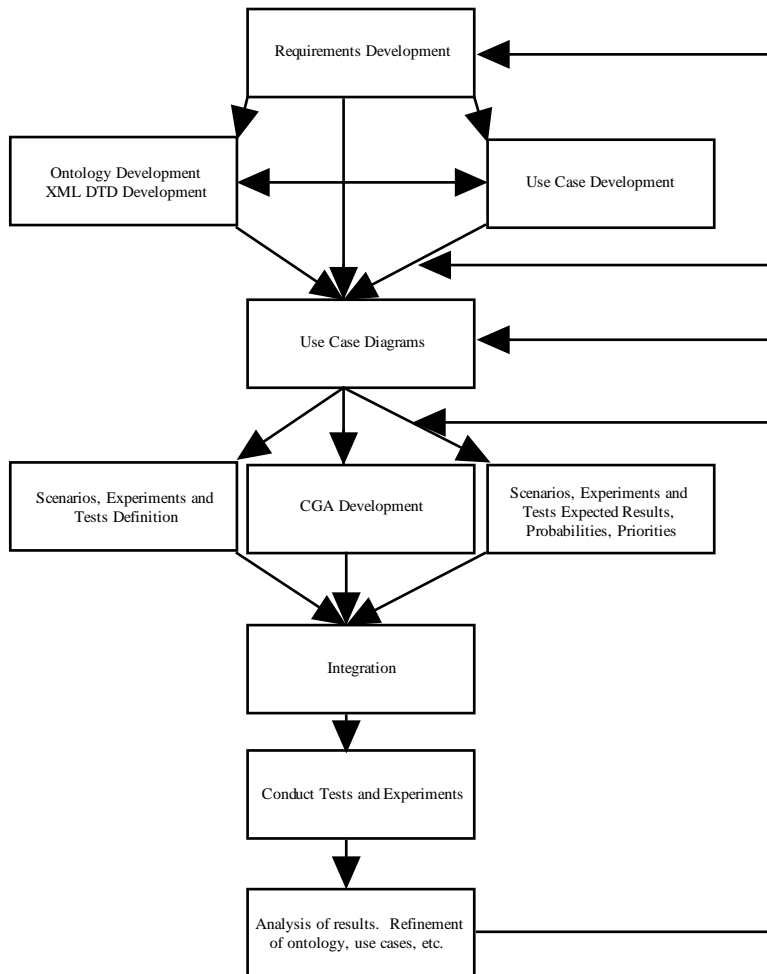 Requirements Development
Ontology Development
XML DTD Development
Use Case Development
Use Case Diagrams
Scenarios, Experiments and
Tests Definition
CGA Development
Scenarios, Experiments and
Tests Expected Results,
Probabilities, Priorities
Integration
Conduct Tests and Experiments
Analysis of results. Refinement
of ontology, use cases, etc.